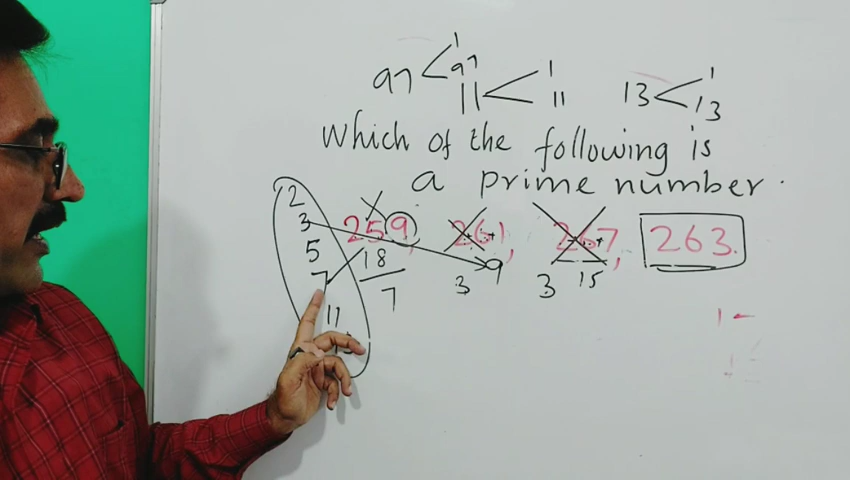 1
97 97
1
11 11
1
13 13
Which of the following is
a prime number.
2
3 259, 261, 267, 263.
5 18 9
7 7 3 3 15
11